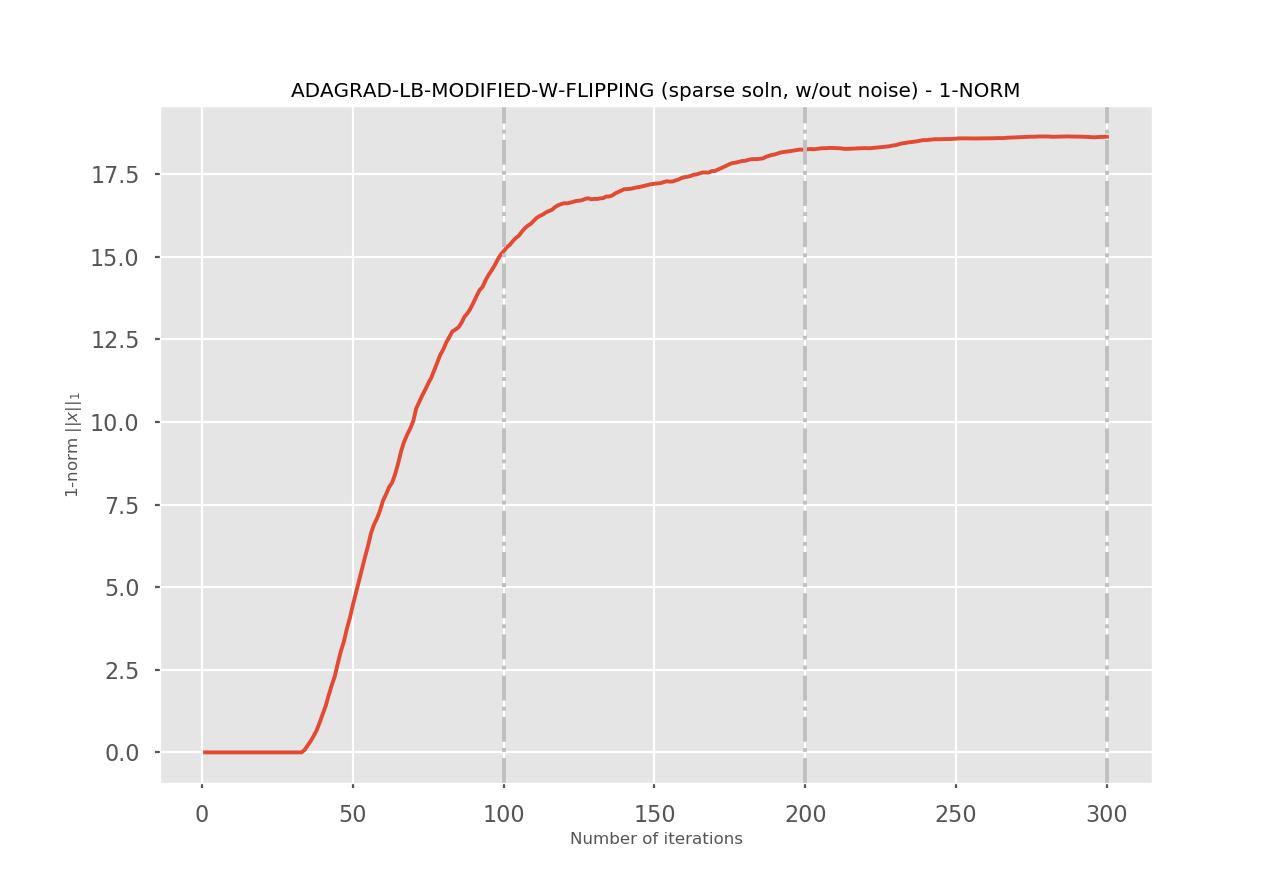 ADAGRAD-LB-MODIFIED-W-FLIPPING (sparse soln, w/out noise) - 1-NORM
17.5
15.0
12.5
10.0
7.5
5.0
2.5
0.0
1-norm ||x||₁
0 50 100 150 200 250 300
Number of iterations